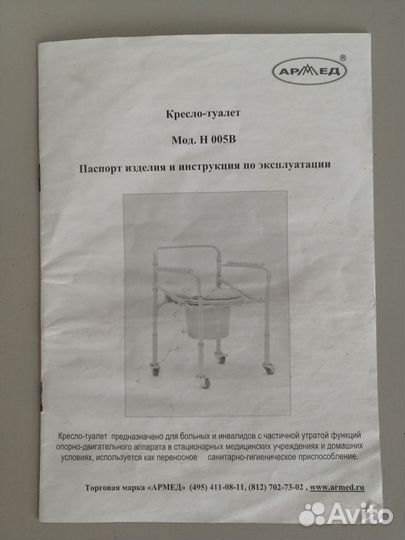 АРМЕД ®
Кресло-туалет
Мод. Н 005В
Паспорт изделия и инструкция по эксплуатации
Кресло-туалет предназначено для больных и инвалидов с частичной утратой функций
опорно-двигательного аппарата в стационарных медицинских учреждениях и домашних
условиях, используется как переносное санитарно-гигиеническое приспособление.
Торговая марка «АРМЕД» (495) 411-08-11, (812) 702-73-02 , www.armed.ru
Avito